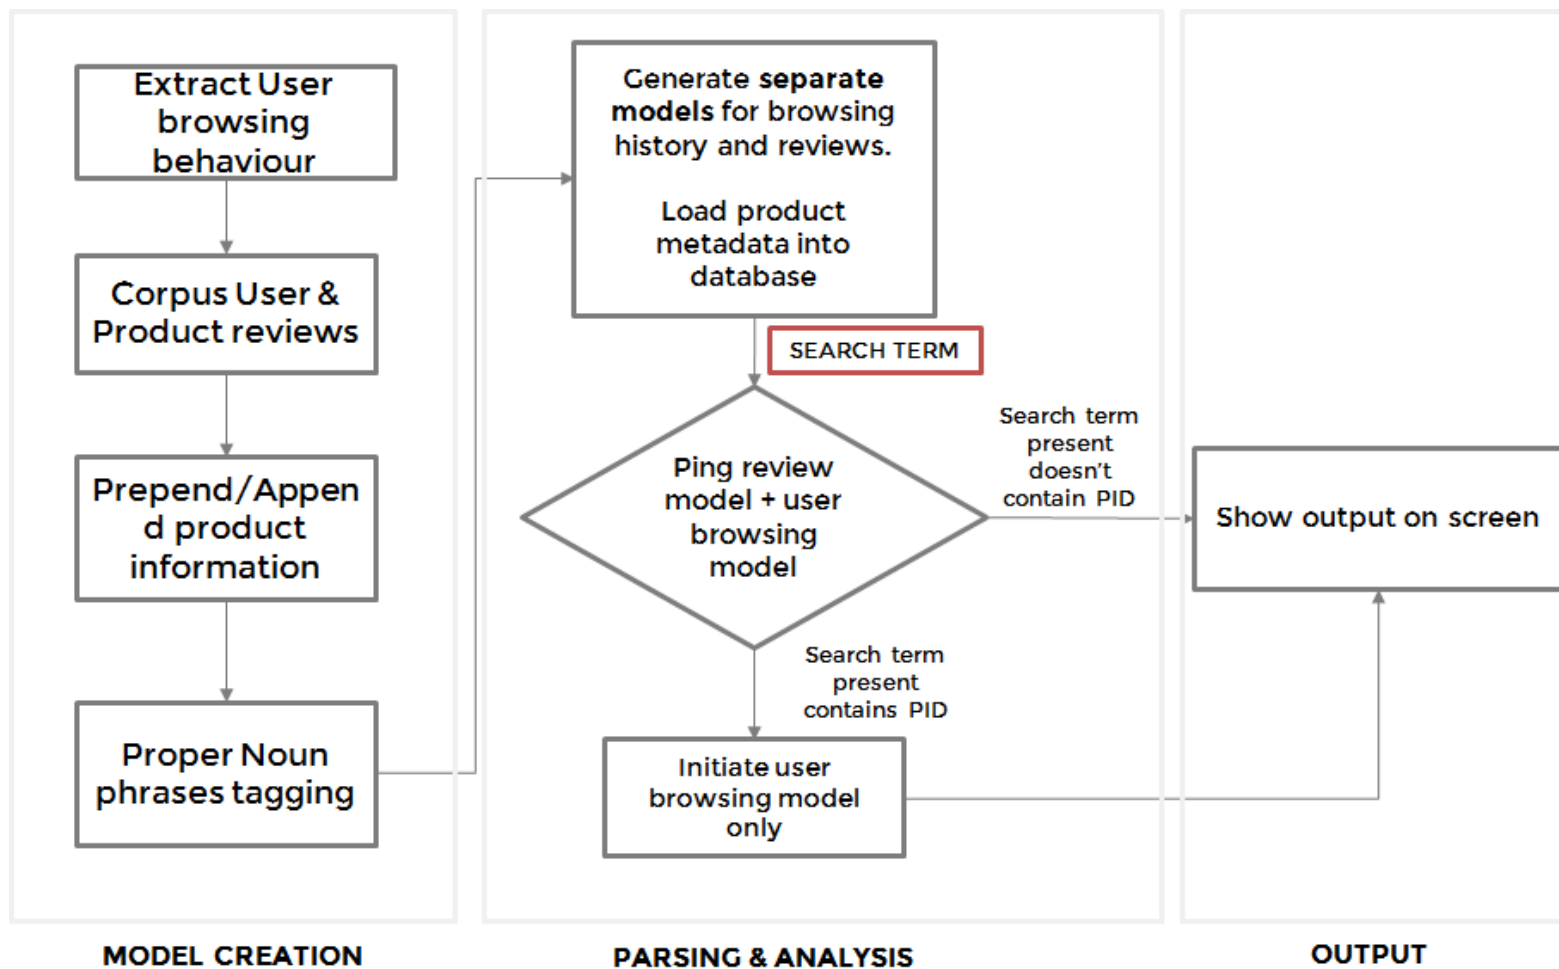 Extract User
browsing
behaviour
Corpus User &
Product reviews
Prepend/Appen
d product
information
Proper Noun
phrases tagging
MODEL CREATION
Generate separate
models for browsing
history and reviews.
Load product
metadata into
database
SEARCH TERM
Ping review
model + user
browsing
model
Search term
present
doesn't
contain PID
Search term
present
contains PID
Initiate user
browsing model
only
PARSING & ANALYSIS
Show output on screen
OUTPUT